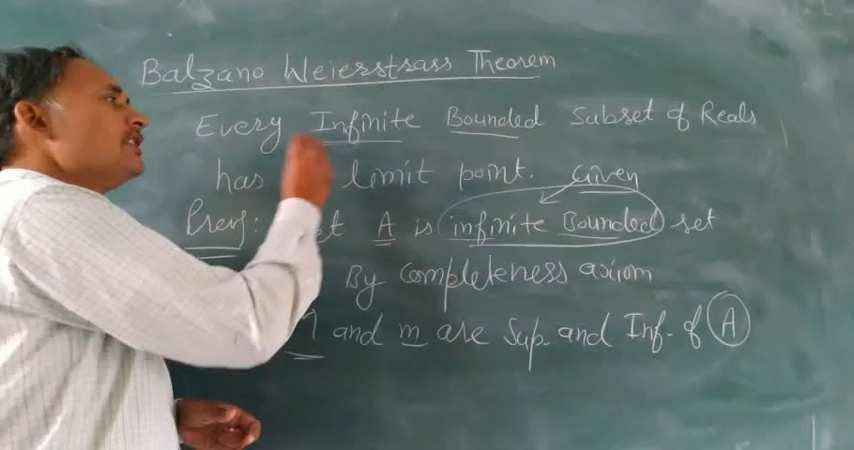 Balzano Weierstrass Theorem
Every Infinite Bounded Subset of Reals
has limit point. Given
Proof: A is infinite Bounded set
By Completeness axiom
and m are Sup. and Inf. of A